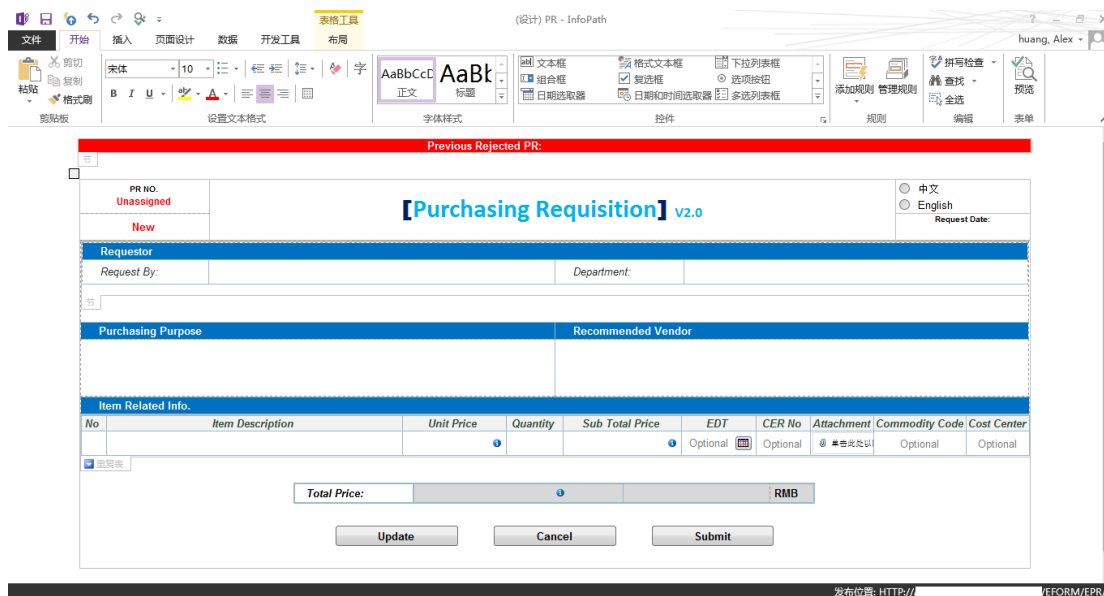 表格工具
(设计) PR - InfoPath
文件 开始 插入 页面设计 数据 开发工具 布局
huang, Alex
粘贴
剪切
复制
格式刷
剪贴板
宋体 10
B I U A 字
设置文本格式
AaBbCcD 正文
AaBb 标题
字体样式
文本框 格式文本框 下拉列表框
组合框 复选框 选项按钮
日期选取器 日期和时间选取器 多选列表框
控件
添加规则 管理规则
规则
拼写检查
查找
全选
编辑
预览
表单
Previous Rejected PR:
节
PR NO.
Unassigned
New
[Purchasing Requisition] V2.0
中文
English
Request Date:
Requestor
Request By: Department:
节
Purchasing Purpose Recommended Vendor
Item Related Info.
No Item Description Unit Price Quantity Sub Total Price EDT CER No Attachment Commodity Code Cost Center
Optional Optional 单击此处以 Optional Optional
重复表
Total Price: RMB
Update Cancel Submit
发布位置: HTTP:// /EFORM/EPR/